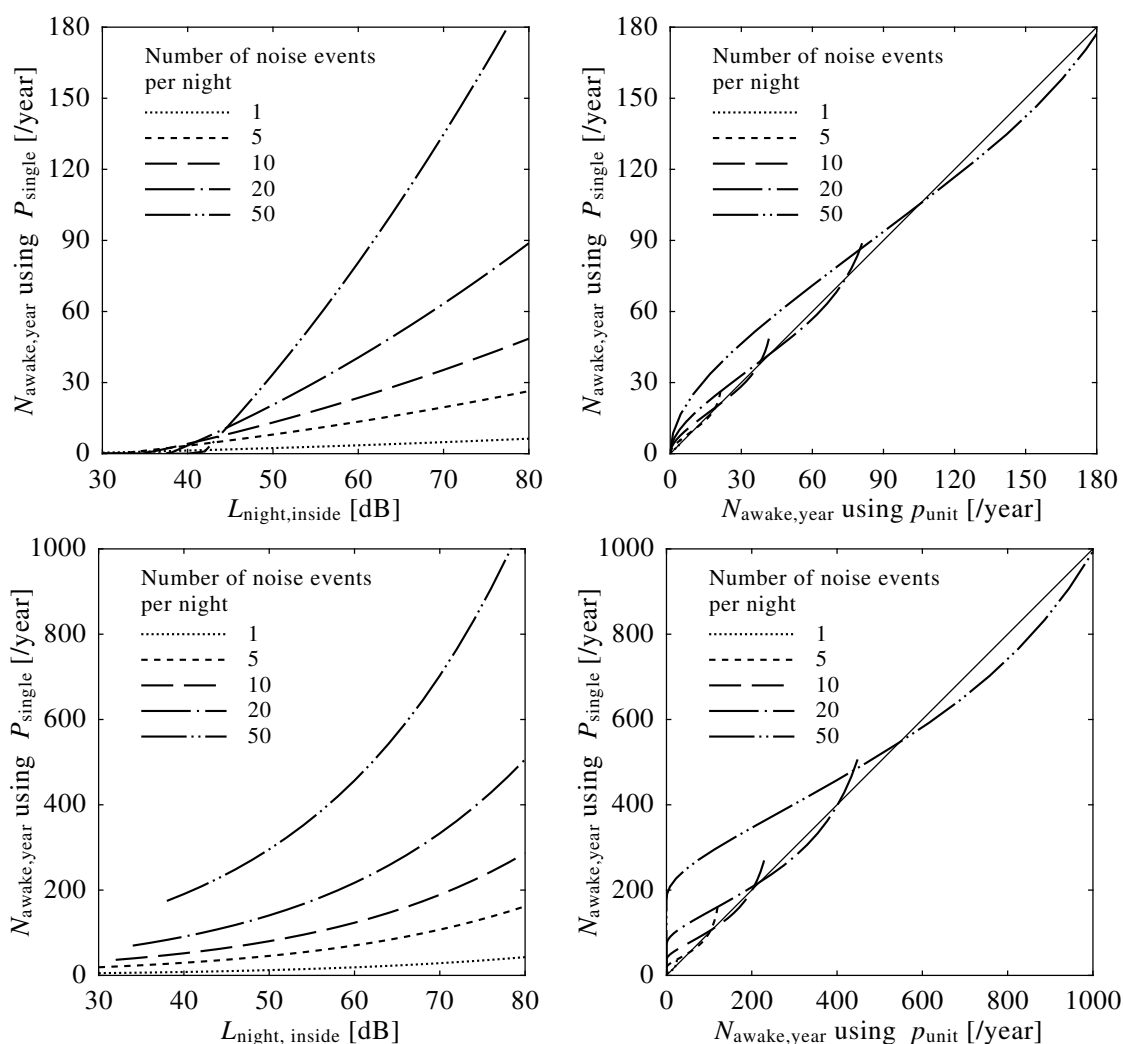 180
150
120
90
60
30
0
N_awake,year using P_single [/year]
Number of noise events
per night
1
5
10
20
50
30 40 50 60 70 80
L_night,inside [dB]
180
150
120
90
60
30
0
N_awake,year using P_single [/year]
Number of noise events
per night
1
5
10
20
50
0 30 60 90 120 150 180
N_awake,year using p_unit [/year]
1000
800
600
400
200
0
N_awake,year using P_single [/year]
Number of noise events
per night
1
5
10
20
50
30 40 50 60 70 80
L_night, inside [dB]
1000
800
600
400
200
0
N_awake,year using P_single [/year]
Number of noise events
per night
1
5
10
20
50
0 200 400 600 800 1000
N_awake,year using p_unit [/year]